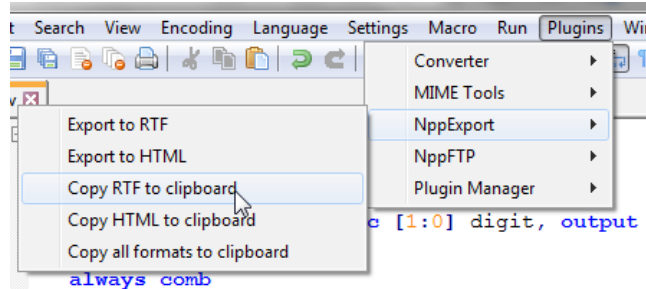 t Search View Encoding Language Settings Macro Run Plugins Wi
Converter
MIME Tools
NppExport
NppFTP
Plugin Manager
Export to RTF
Export to HTML
Copy RTF to clipboard
Copy HTML to clipboard
Copy all formats to clipboard
c [1:0] digit, output
always comb